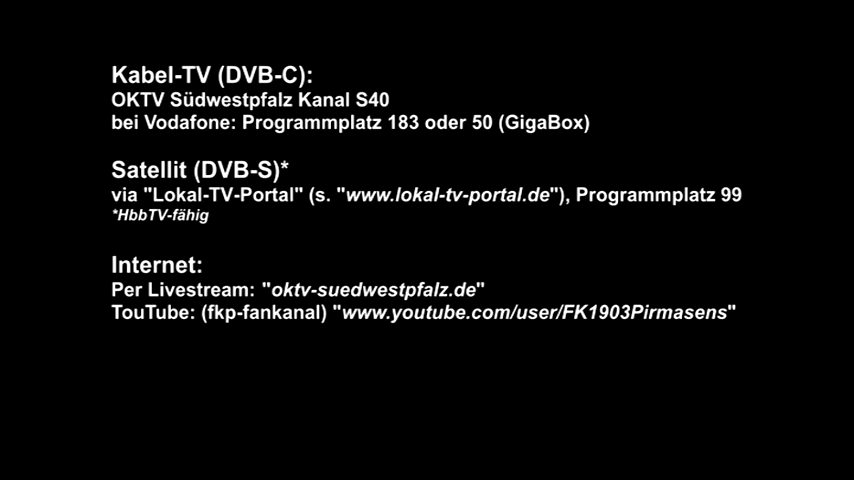 Kabel-TV (DVB-C):
OKTV Südwestpfalz Kanal S40
bei Vodafone: Programmplatz 183 oder 50 (GigaBox)
Satellit (DVB-S)*
via "Lokal-TV-Portal" (s. "www.lokal-tv-portal.de"), Programmplatz 99
*HbbTV-fähig
Internet:
Per Livestream: "oktv-suedwestpfalz.de"
TouTube: (fkp-fankanal) "www.youtube.com/user/FK1903Pirmasens"